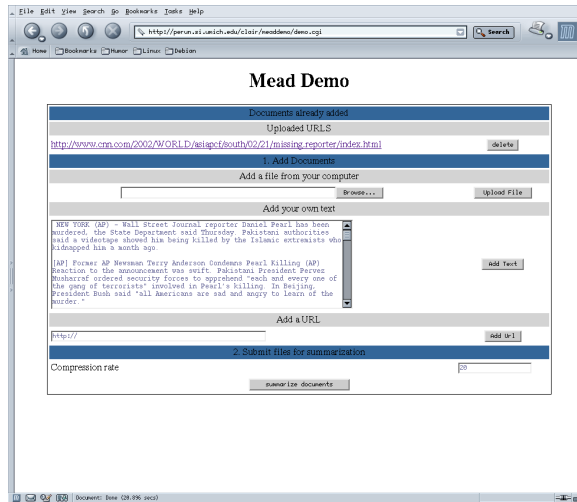 File Edit View Search Go Bookmarks Tasks Help
http://perun.si.umich.edu/clair/meaddemo/demo.cgi Search
Home Bookmarks Humor Linux Debian
Mead Demo
Documents already added
Uploaded URLS
http://www.cnn.com/2002/WORLD/asiapcf/south/02/21/missing.reporter/index.html delete
1. Add Documents
Add a file from your computer
Browse... Upload File
Add your own text
NEW YORK (AP) - Wall Street Journal reporter Daniel Pearl has been
murdered, the State Department said Thursday. Pakistani authorities
said a videotape showed him being killed by the Islamic extremists who
kidnapped him a month ago.
[AP] Former AP Newsman Terry Anderson Condemns Pearl Killing (AP)
Reaction to the announcement was swift. Pakistani President Pervez
Musharraf ordered security forces to apprehend "each and every one of
the gang of terrorists" involved in Pearl's killing. In Beijing,
President Bush said "all Americans are sad and angry to learn of the
murder."
Add Text
Add a URL
http:// Add Url
2. Submit files for summarization
Compression rate 20
summarize documents
Document: Done (20.896 secs)